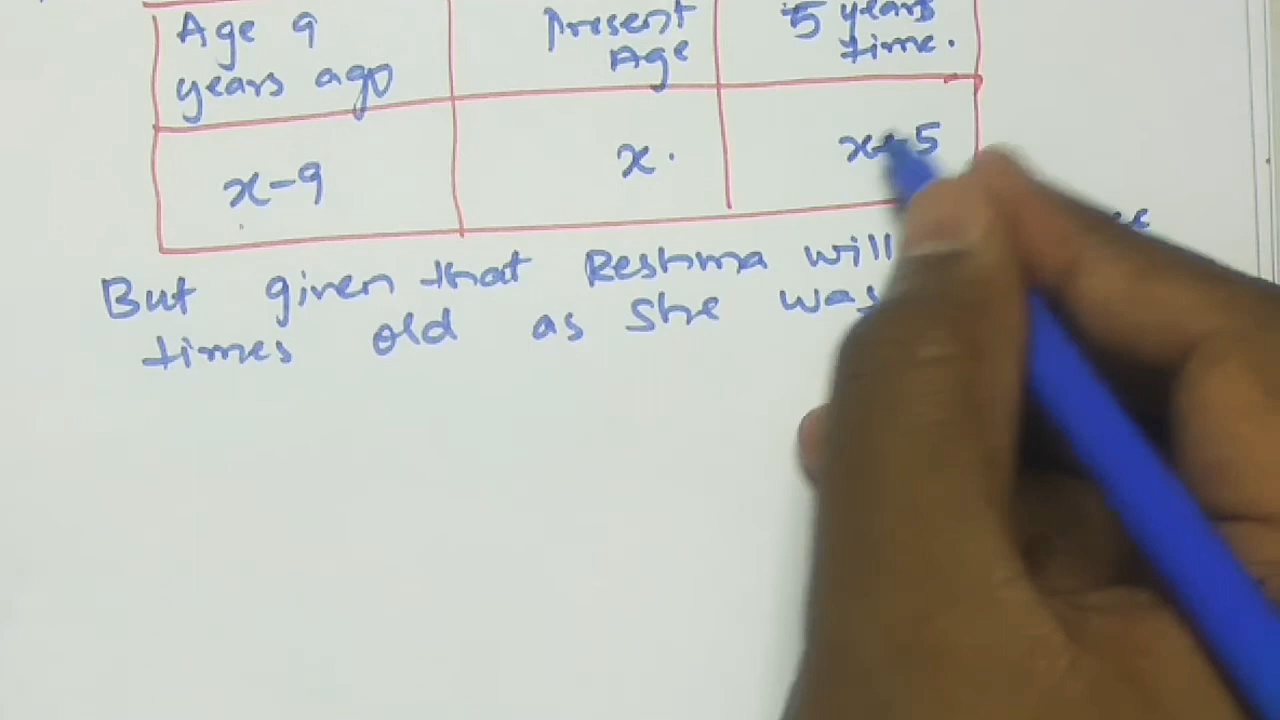 Age 9 years ago
Present Age
5 years time.
x-9
x.
x+5
But given that Reshma will
times old as she was